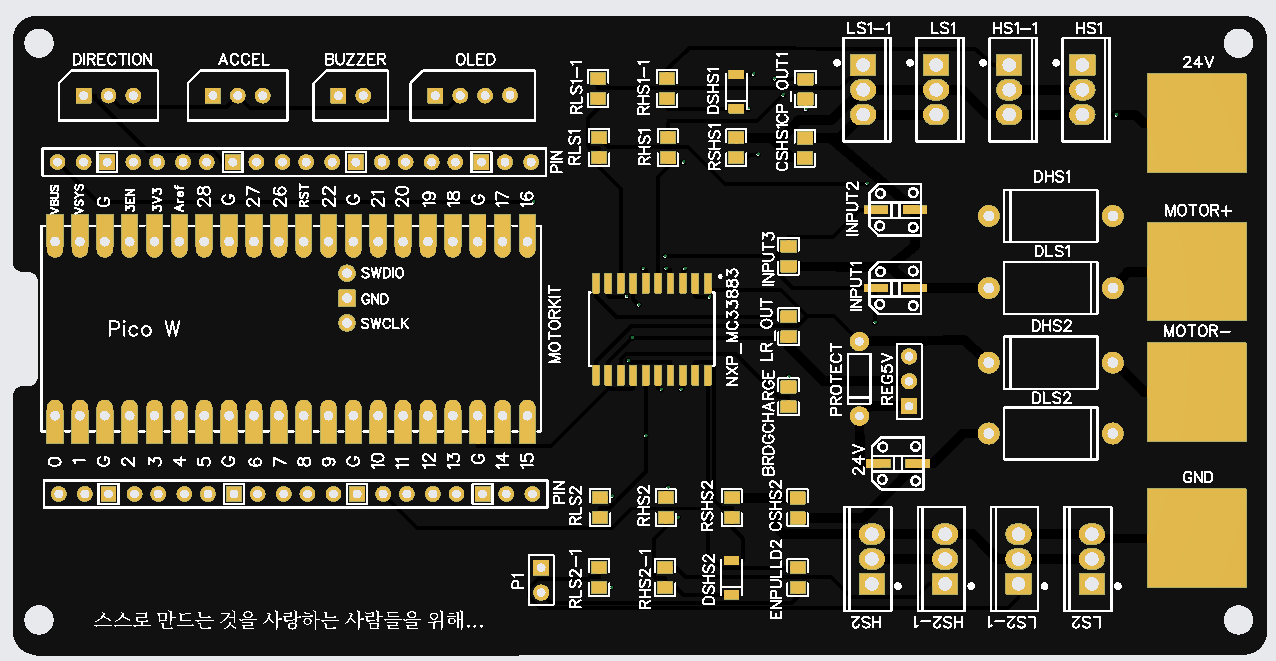 DIRECTION ACCEL BUZZER OLED
RLS1-1 RHS1-1 DSHS1 CP_OUT1
LS1-1 LS1 HS1-1 HS1
24V
RLS1 RHS1 RSHS1 CSHS1
PIN
VBUS VSYS G 3EN 3V3 Aref 28 G 27 26 RST 22 G 21 20 19 18 G 17 16
INPUT2
DHS1
MOTOR+
SWDIO
GND
SWCLK
Pico W
MOTORKIT
NXP_MC33883
INPUT3
INPUT1
DLS1
LR_OUT
DHS2
MOTOR-
PROTECT
REG5V
BRDGCHARGE
DLS2
24V
0 1 G 2 3 4 5 G 6 7 8 9 G 10 11 12 13 G 14 15
PIN
RLS2 RHS2 RSHS2 CSHS2
GND
P1
RLS2-1 RHS2-1 DSHS2 ENPULLD2
HS2 HS2-1 LS2-1 LS2
스스로 만드는 것을 사랑하는 사람들을 위해...